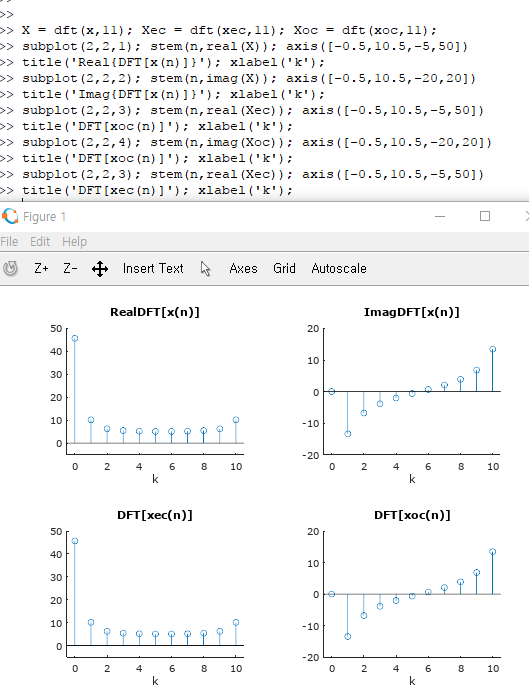 >>
>>
>> X = dft(x,11); Xec = dft(xec,11); Xoc = dft(xoc,11);
>> subplot(2,2,1); stem(n,real(X)); axis([-0.5,10.5,-5,50])
>> title('Real{DFT[x(n)]}'); xlabel('k');
>> subplot(2,2,2); stem(n,imag(X)); axis([-0.5,10.5,-20,20])
>> title('Imag{DFT[x(n)]}'); xlabel('k');
>> subplot(2,2,3); stem(n,real(Xec)); axis([-0.5,10.5,-5,50])
>> title('DFT[xoc(n)]'); xlabel('k');
>> subplot(2,2,4); stem(n,imag(Xoc)); axis([-0.5,10.5,-20,20])
>> title('DFT[xoc(n)]'); xlabel('k');
>> subplot(2,2,3); stem(n,real(Xec)); axis([-0.5,10.5,-5,50])
>> title('DFT[xec(n)]'); xlabel('k');
Figure 1
File Edit Help
Z+ Z- Insert Text Axes Grid Autoscale
RealDFT[x(n)]
50
40
30
20
10
0
0 2 4 6 8 10
k
ImagDFT[x(n)]
20
10
0
-10
-20
0 2 4 6 8 10
k
DFT[xec(n)]
50
40
30
20
10
0
0 2 4 6 8 10
k
DFT[xoc(n)]
20
10
0
-10
-20
0 2 4 6 8 10
k